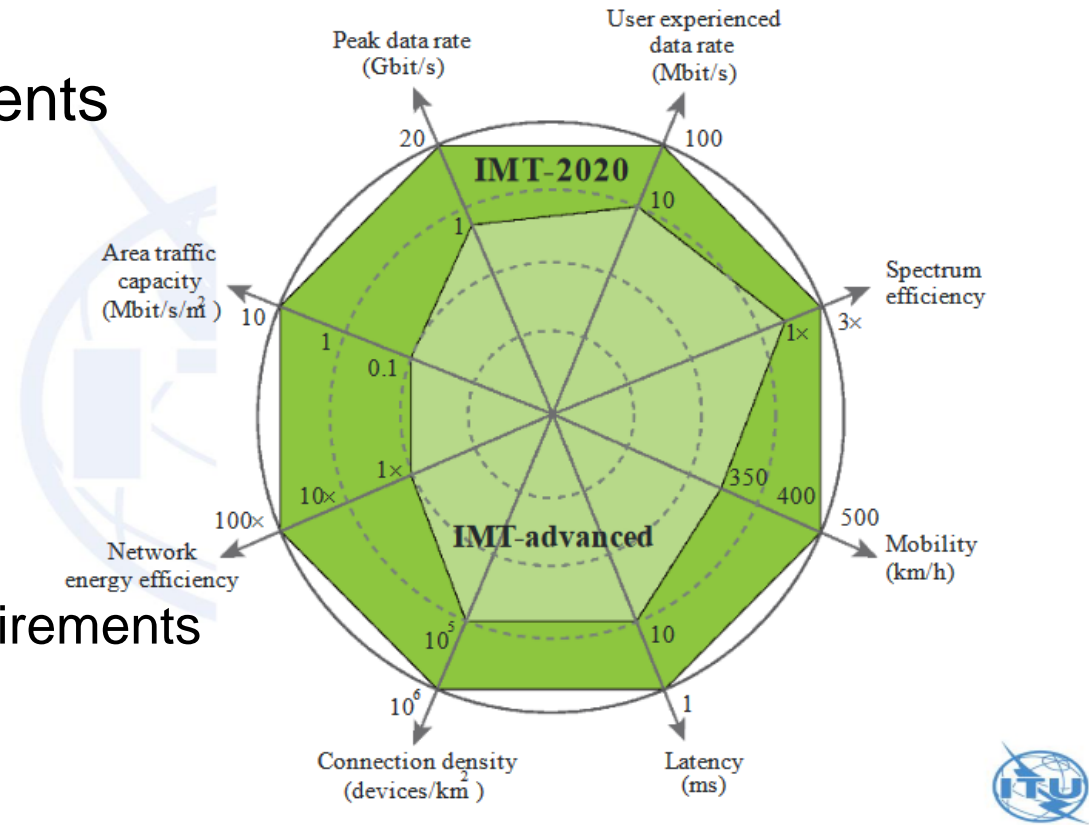 User experienced
data rate
(Mbit/s)
Peak data rate
(Gbit/s)
ents
20
100
IMT-2020
1
10
Area traffic
capacity
(Mbit/s/m²)
Spectrum
efficiency
10
1
0.1
1×
3×
1×
10×
100×
350
400
500
Network
energy efficiency
IMT-advanced
Mobility
(km/h)
irements
10⁵
10
10⁶
1
Connection density
(devices/km²)
Latency
(ms)
ITU